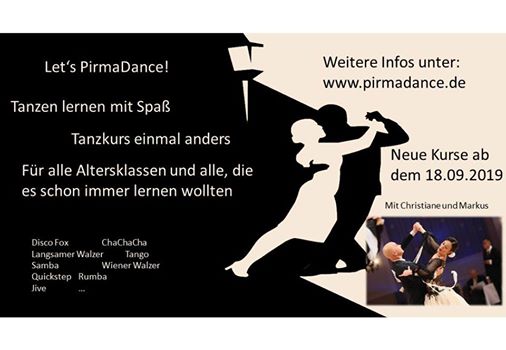 Let's PirmaDance!
Tanzen lernen mit Spaß
Tanzkurs einmal anders
Für alle Altersklassen und alle, die
es schon immer lernen wollten
Disco Fox ChaChaCha
Langsamer Walzer Tango
Samba Wiener Walzer
Quickstep Rumba
Jive ...
Weitere Infos unter:
www.pirmadance.de
Neue Kurse ab
dem 18.09.2019
Mit Christiane und Markus